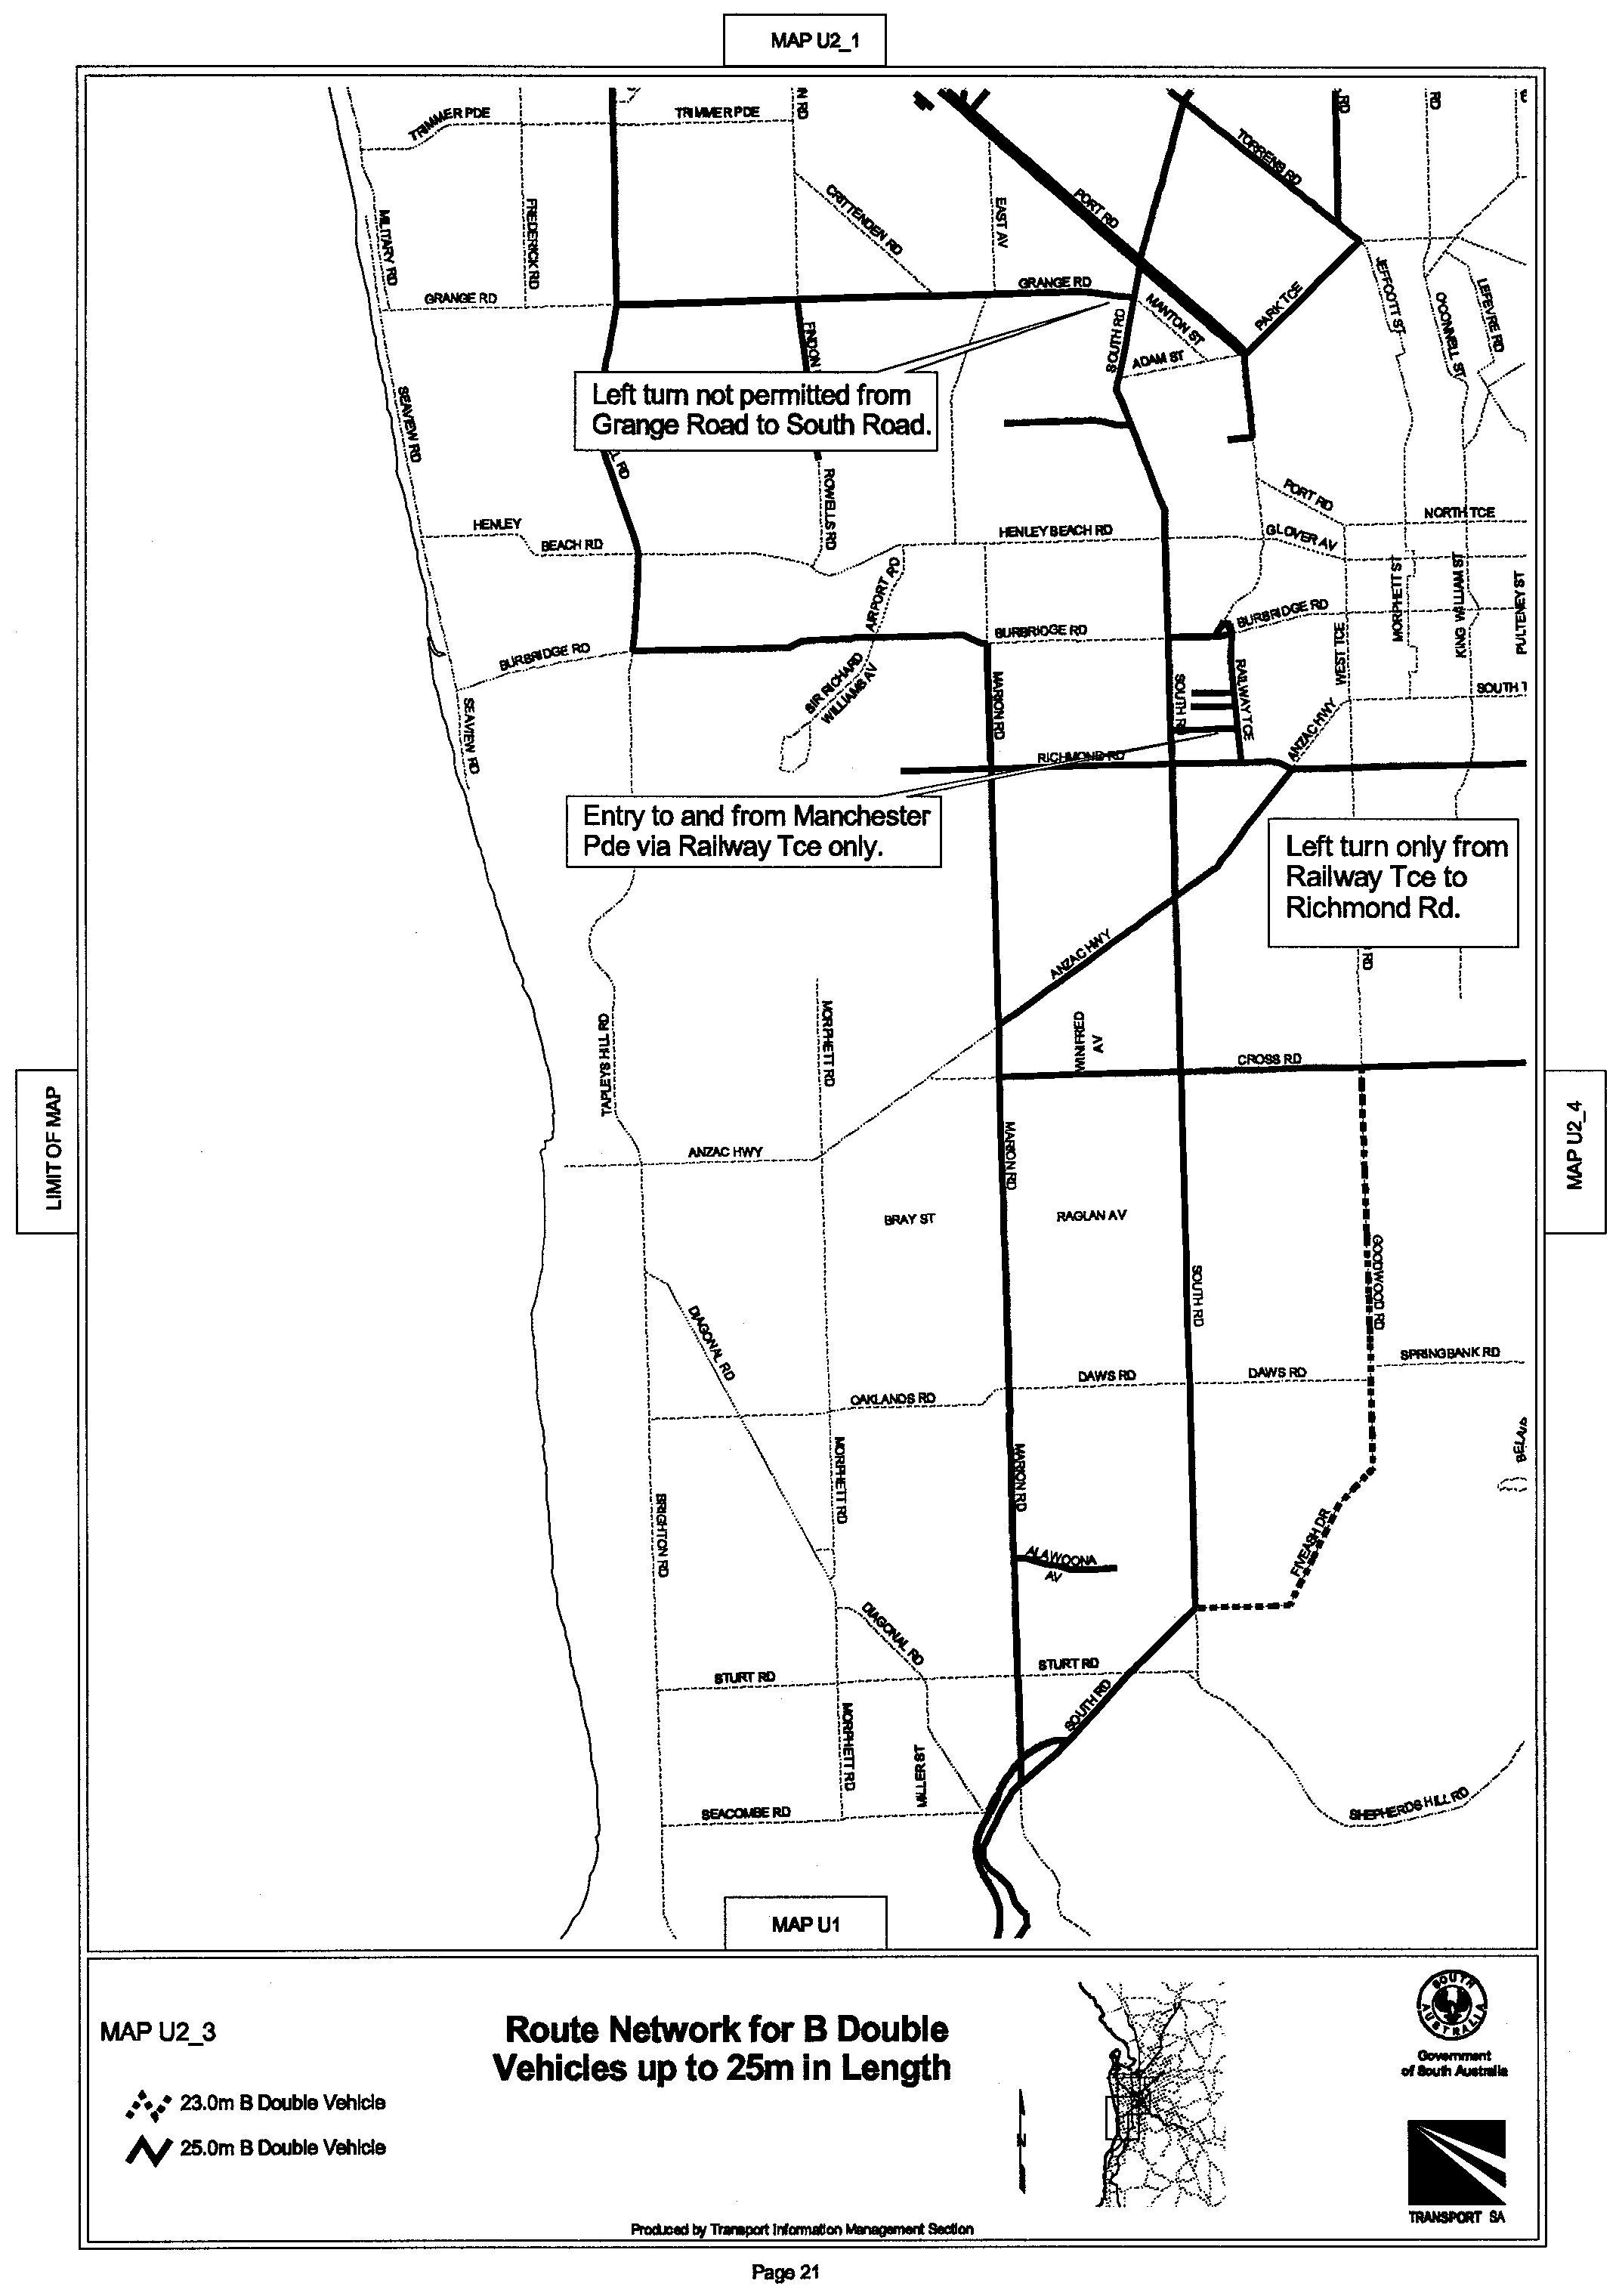 MAP U2_1
TRIMMER PDE
TRIMMER PDE
N RD
RD
RD
TORRENS RD
MILITARY RD
FREDERICK RD
CRITTENDEN RD
EAST AV
PORT RD
GRANGE RD
GRANGE RD
JEFFCOTT ST
O'CONNELL ST
LEFEVRE RD
PARK TCE
MANTON ST
SOUTH RD
ADAM ST
FINDON
Left turn not permitted from
Grange Road to South Road.
SEAVIEW RD
L RD
ROWELLS RD
PORT RD
NORTH TCE
HENLEY
BEACH RD
HENLEY BEACH RD
GLOVER AV
AIRPORT RD
MORPHETT ST
KING WILLIAM ST
PULTENEY ST
BURBRIDGE RD
BURBRIDGE RD
BURBRIDGE RD
WEST TCE
SIR RICHARD
WILLIAMS AV
MARION RD
SOUTH R
RAILWAY TCE
SOUTH T
SEAVIEW RD
ANZAC HWY
RICHMOND RD
Entry to and from Manchester
Pde via Railway Tce only.
Left turn only from
Railway Tce to
Richmond Rd.
RD
ANZAC HWY
TAPLEYS HILL RD
MORPHETT RD
WINIFRED
AV
CROSS RD
LIMIT OF MAP
MAP U2_4
ANZAC HWY
MARION RD
BRAY ST
RAGLAN AV
SOUTH RD
GOODWOOD RD
DIAGONAL RD
SPRINGBANK RD
DAWS RD
DAWS RD
OAKLANDS RD
MORPHETT RD
MARION RD
BELAIR
BRIGHTON RD
FIVEASH DR
ALAWOONA
AV
DIAGONAL RD
STURT RD
STURT RD
SOUTH RD
MORPHETT RD
MILLER ST
SEACOMBE RD
SHEPHERDS HILL RD
MAP U1
MAP U2_3
Route Network for B Double
Vehicles up to 25m in Length
23.0m B Double Vehicle
25.0m B Double Vehicle
N
SOUTH
AUSTRALIA
Government
of South Australia
TRANSPORT SA
Produced by Transport Information Management Section
Page 21